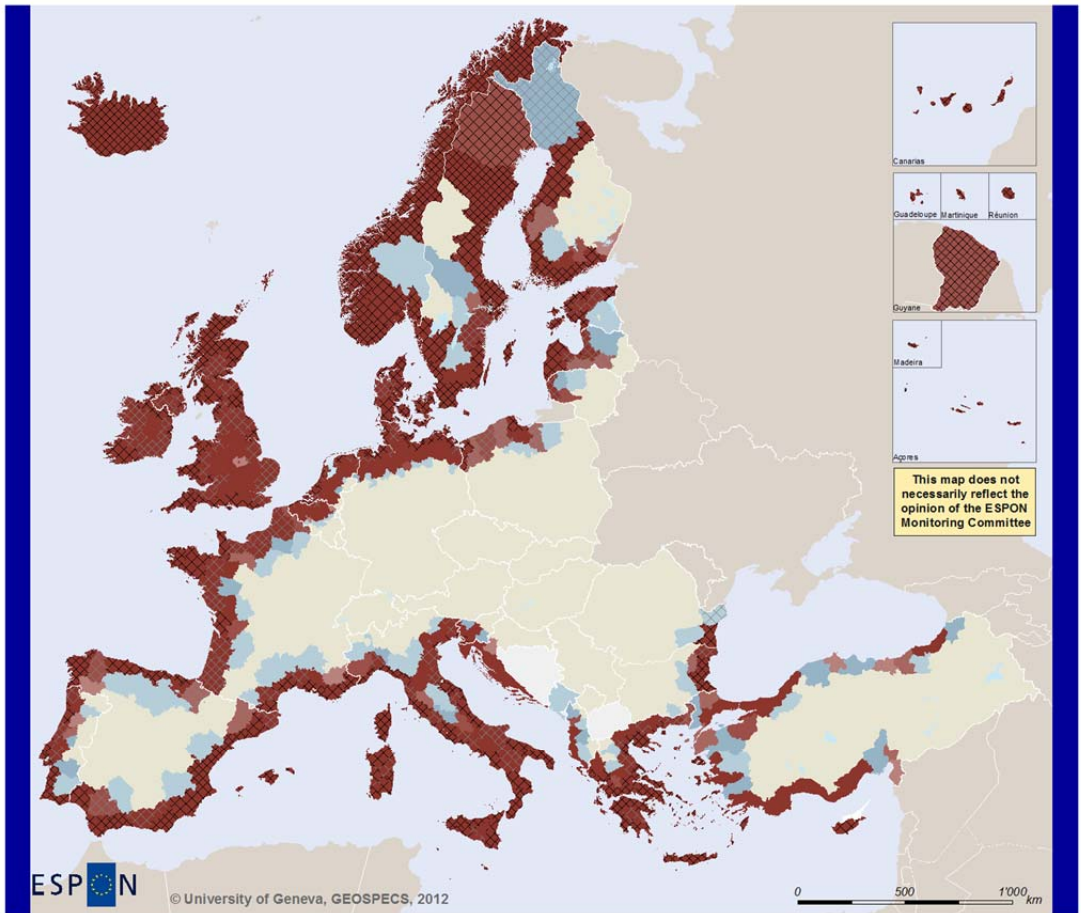 Canarias
Guadeloupe Martinique Réunion
Guyane
Madeira
Açores
This map does not
necessarily reflect the
opinion of the ESPON
Monitoring Committee
ESPON
© University of Geneva, GEOSPECS, 2012
0 500 1'000
km